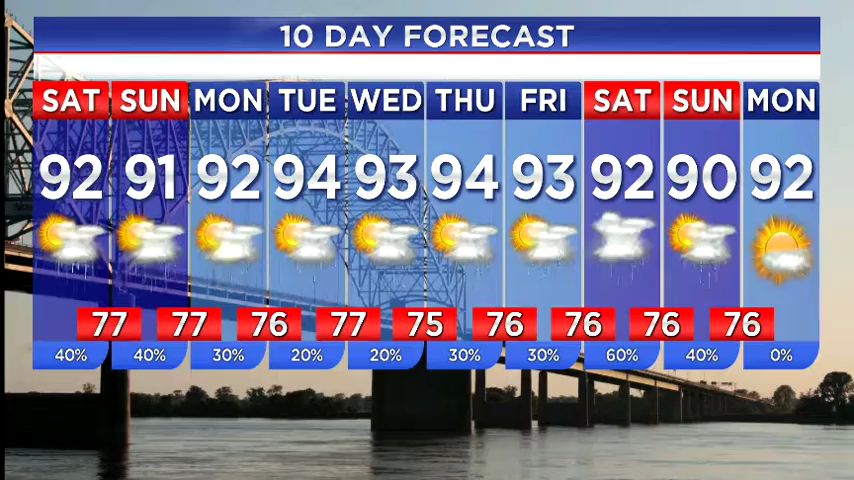 10 DAY FORECAST
SAT SUN MON TUE WED THU FRI SAT SUN MON
92 91 92 94 93 94 93 92 90 92
77 77 76 77 75 76 76 76 76
40% 40% 30% 20% 20% 30% 30% 60% 40% 0%